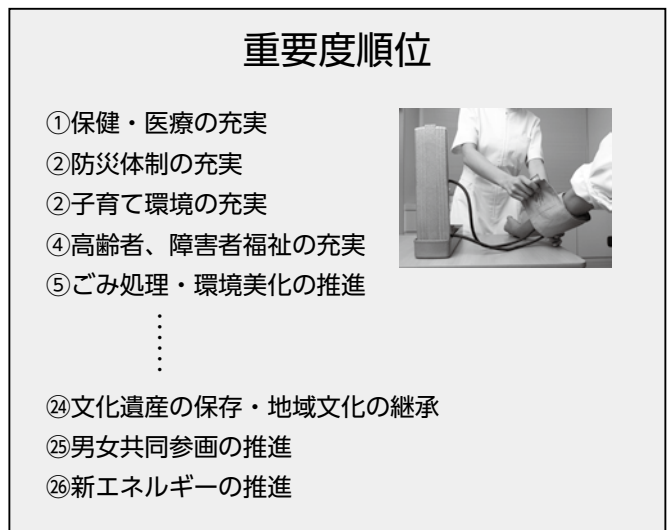 重要度順位
①保健・医療の充実
②防災体制の充実
②子育て環境の充実
④高齢者、障害者福祉の充実
⑤ごみ処理・環境美化の推進
⋮
㉔文化遺産の保存・地域文化の継承
㉕男女共同参画の推進
㉖新エネルギーの推進